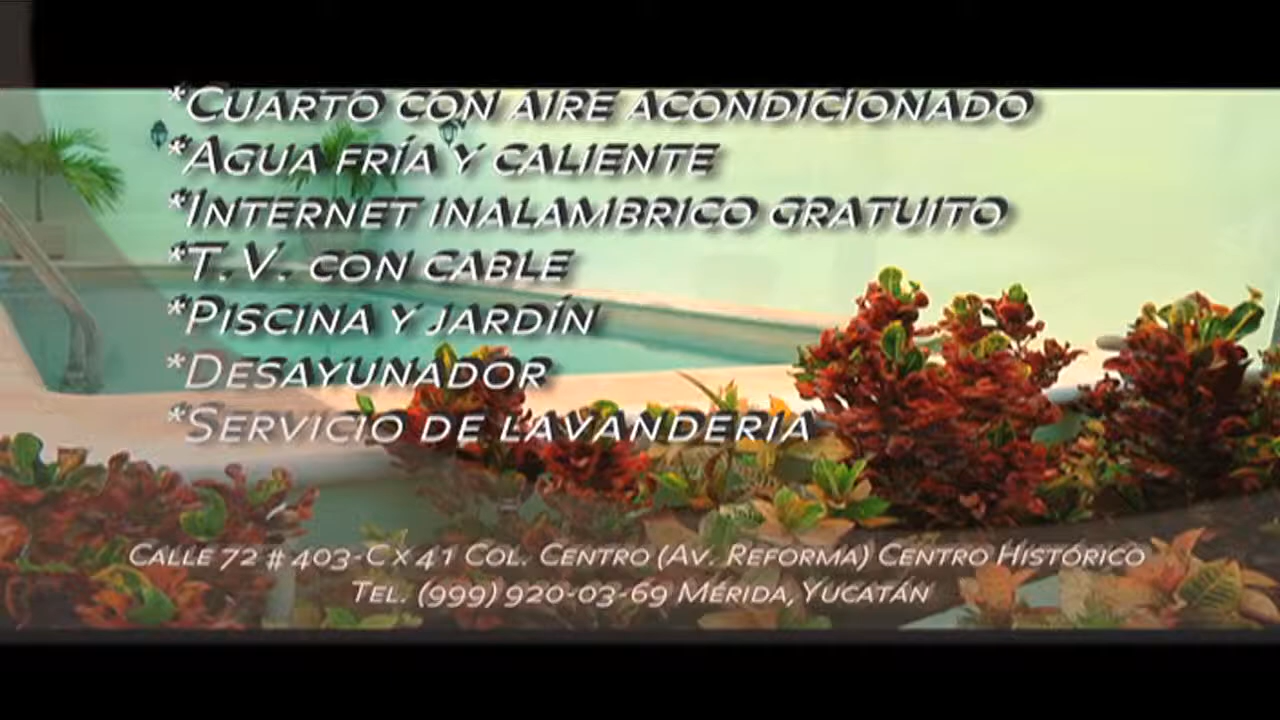 *Cuarto con aire acondicionado
*Agua fría y caliente
*Internet inalambrico gratuito
*T.V. con cable
*Piscina y jardín
*Desayunador
*Servicio de lavanderia
Calle 72 # 403-C x 41 Col. Centro (Av. Reforma) Centro Histórico
Tel. (999) 920-03-69 Mérida, Yucatán